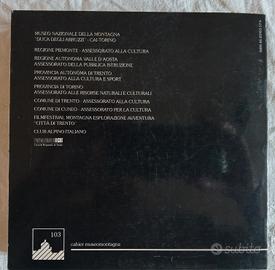 MUSEO NAZIONALE DELLA MONTAGNA
"DUCA DEGLI ABRUZZI" - CAI-TORINO
REGIONE PIEMONTE - ASSESSORATO ALLA CULTURA
REGIONE AUTONOMA VALLE D'AOSTA
ASSESSORATO DELLA PUBBLICA ISTRUZIONE
PROVINCIA AUTONOMA DI TRENTO
ASSESSORATO ALLA CULTURA E SPORT
PROVINCIA DI TORINO
ASSESSORATO ALLE RISORSE NATURALI E CULTURALI
COMUNE DI TRENTO - ASSESSORATO ALLA CULTURA
COMUNE DI CUNEO - ASSESSORATO PER LA CULTURA
FILMFESTIVAL MONTAGNA ESPLORAZIONE AVVENTURA
"CITTÀ DI TRENTO"
CLUB ALPINO ITALIANO
103
cahier museomontagna
subito